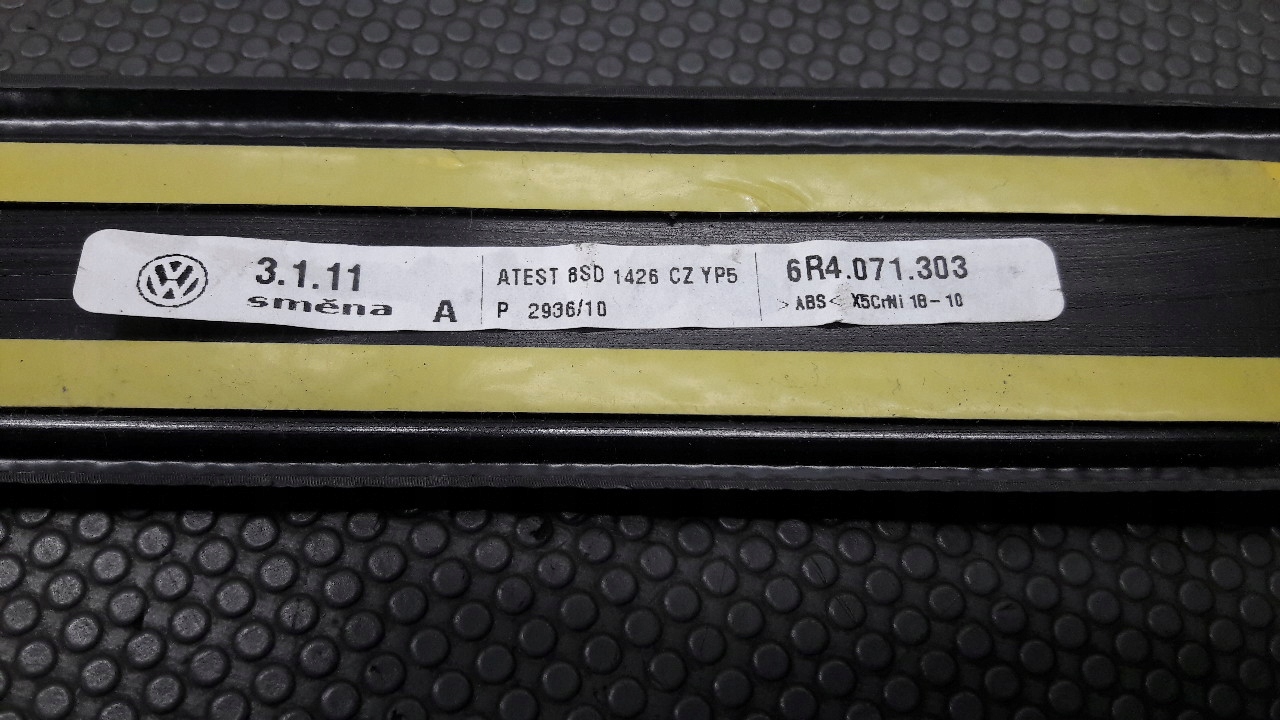 3.1.11
směna A
ATEST 8SD 1426 CZ YP5
P 2936/10
6R4.071.303
>ABS< X5CrNi 18-10